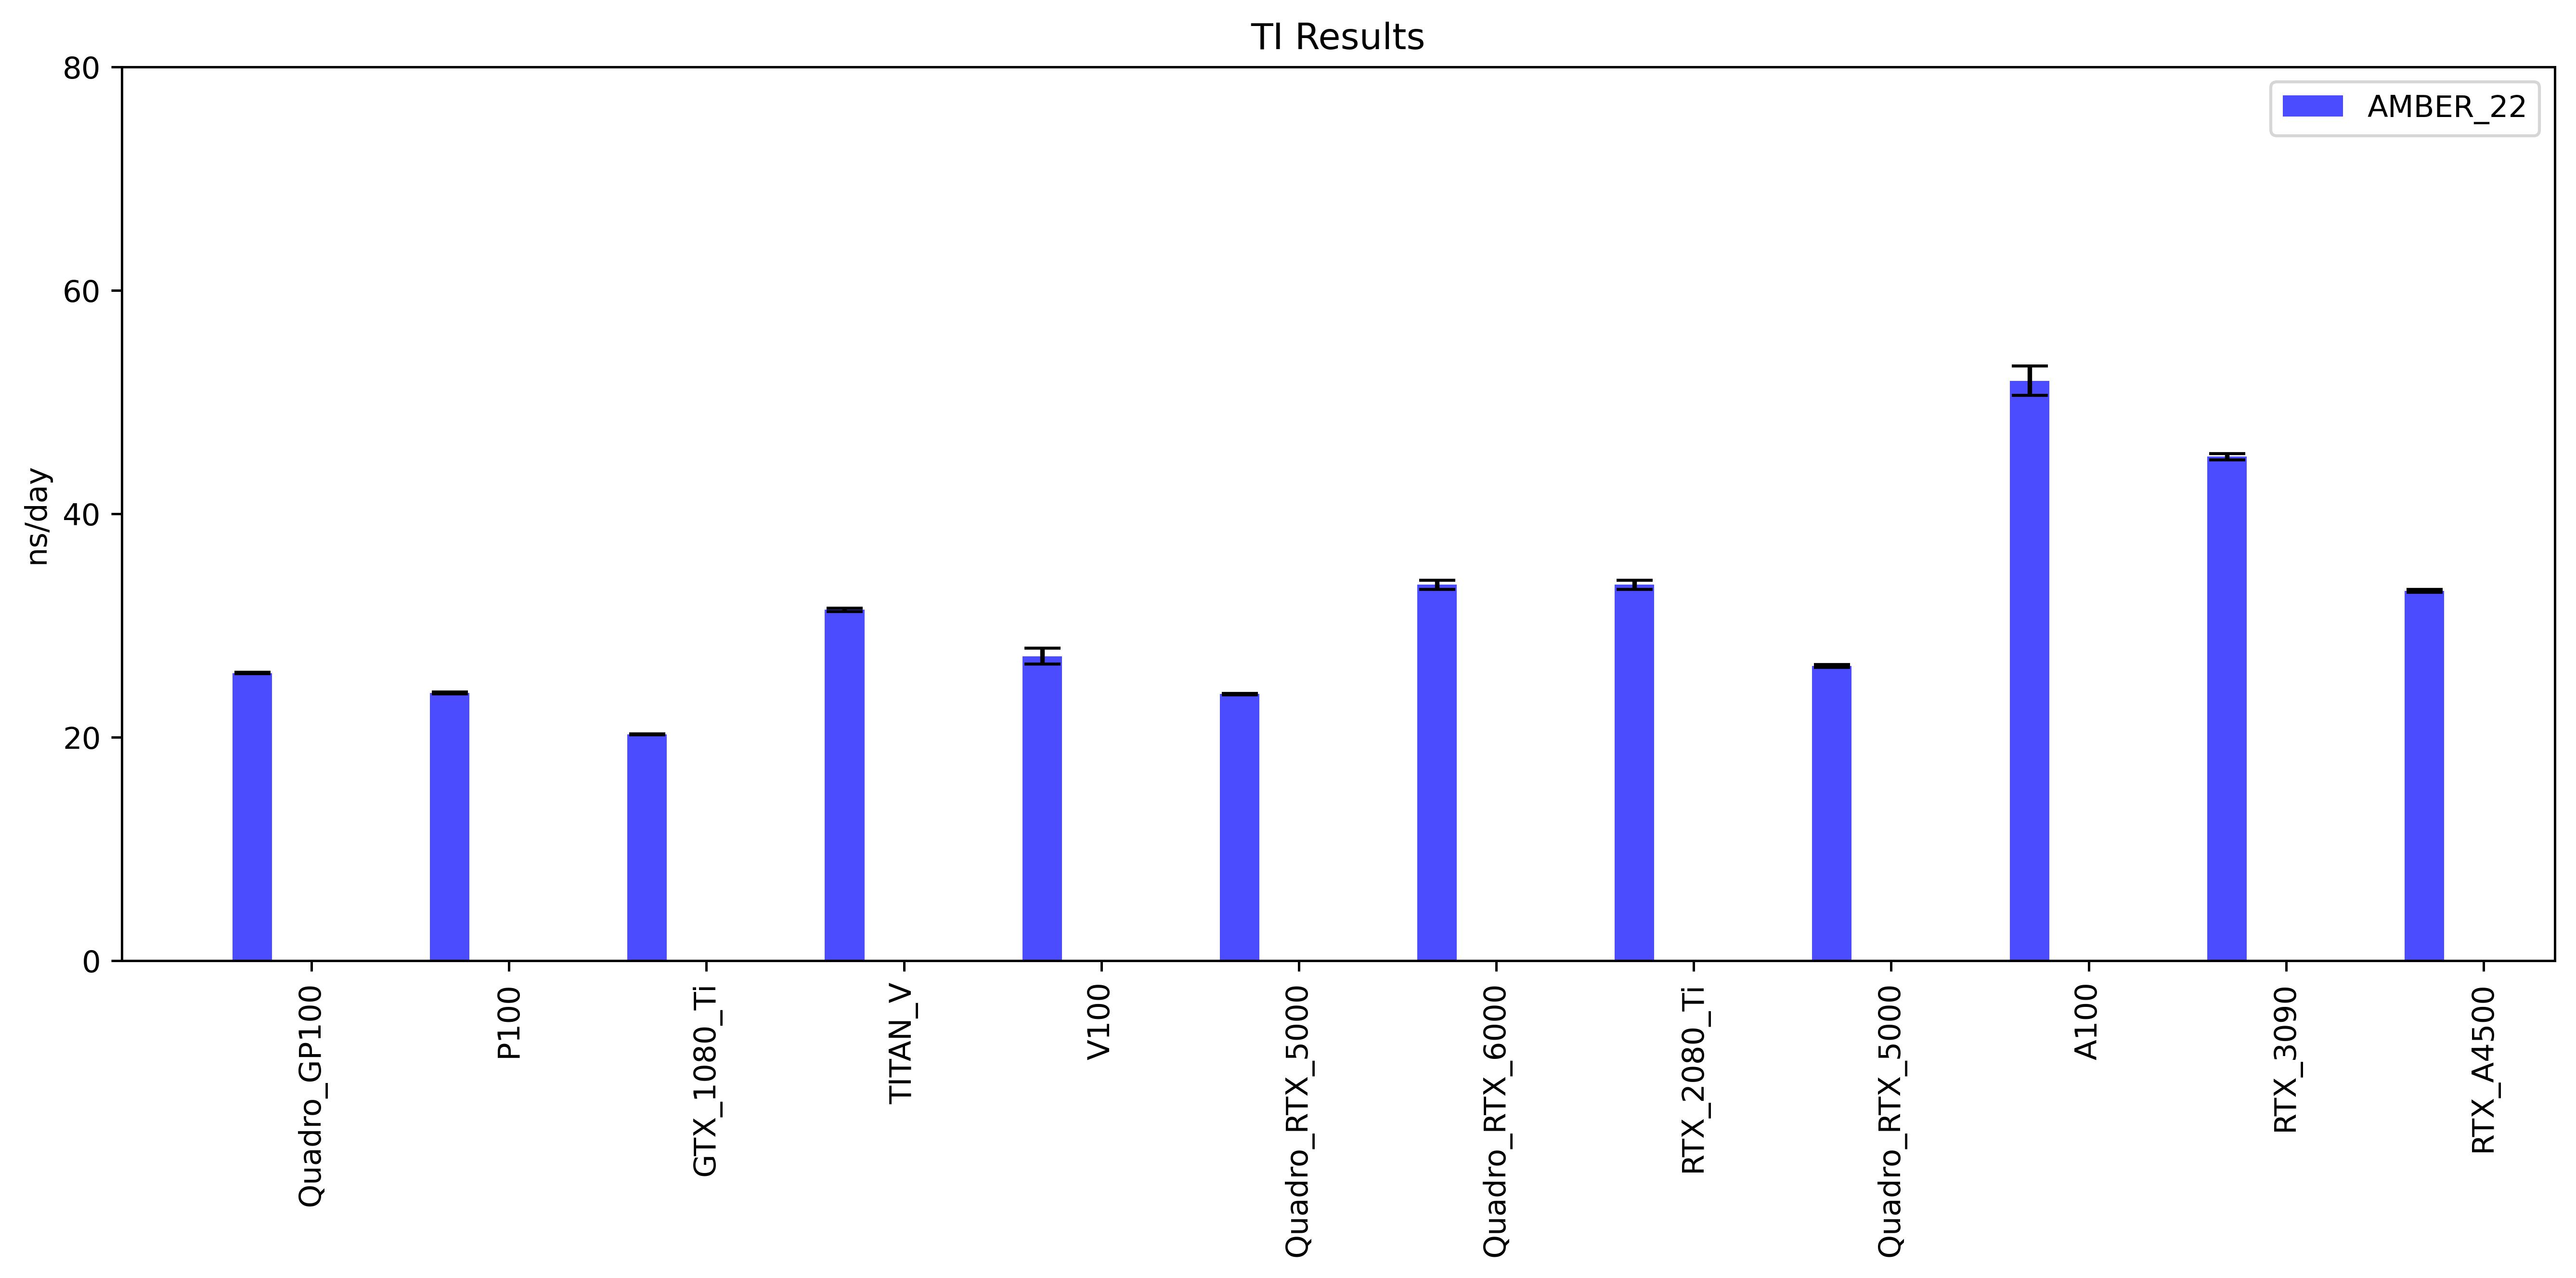 TI Results
AMBER_22
ns/day
80
60
40
20
0
Quadro_GP100
P100
GTX_1080_Ti
TITAN_V
V100
Quadro_RTX_5000
Quadro_RTX_6000
RTX_2080_Ti
Quadro_RTX_5000
A100
RTX_3090
RTX_A4500